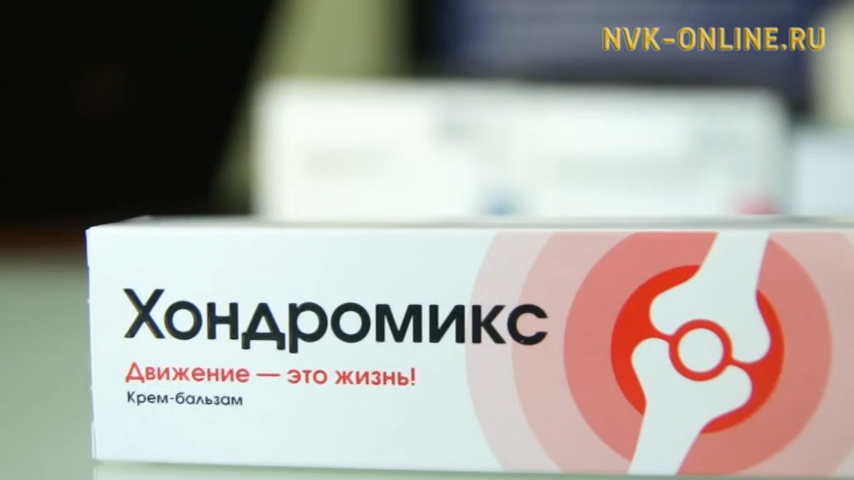 NVK-ONLINE.RU
Хондромикс
Движение — это жизнь!
Крем-бальзам